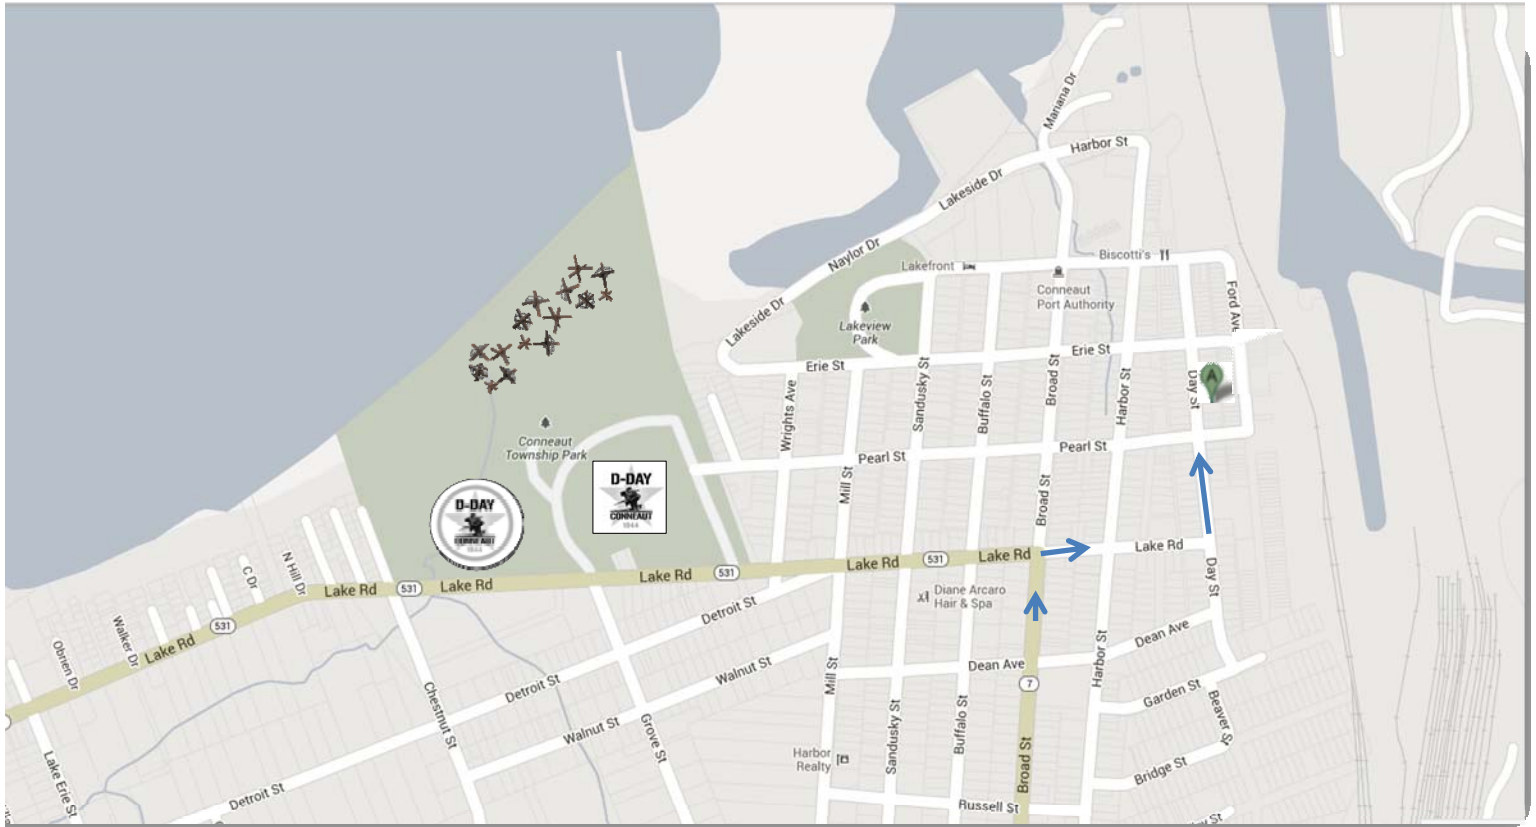 Mariana Dr
Harbor St
Lakeside Dr
Naylor Dr
Biscotti's
Lakefront
Conneaut
Port Authority
Ford Ave
Lakeside Dr
Lakeview
Park
Erie St
Erie St
Wrights Ave
Sandusky St
Buffalo St
Broad St
Harbor St
Day St
A
Conneaut
Township Park
Pearl St
Pearl St
Mill St
Broad St
D-DAY
CONNEAUT
1944
D-DAY
CONNEAUT
1944
N Hill Dr
C Dr
Walker Dr
Obrien Dr
Lake Rd
531
Lake Rd
531
Lake Rd
Lake Rd
531
Lake Rd
531
Lake Rd
Lake Rd
Day St
Diane Arcaro
Hair & Spa
Detroit St
Dean Ave
Dean Ave
Harbor St
Walnut St
Mill St
7
Garden St
Beaver St
Detroit St
Chestnut St
Walnut St
Grove St
Sandusky St
Buffalo St
Broad St
Harbor
Realty
Bridge St
Lake Erie St
Detroit St
Russell St